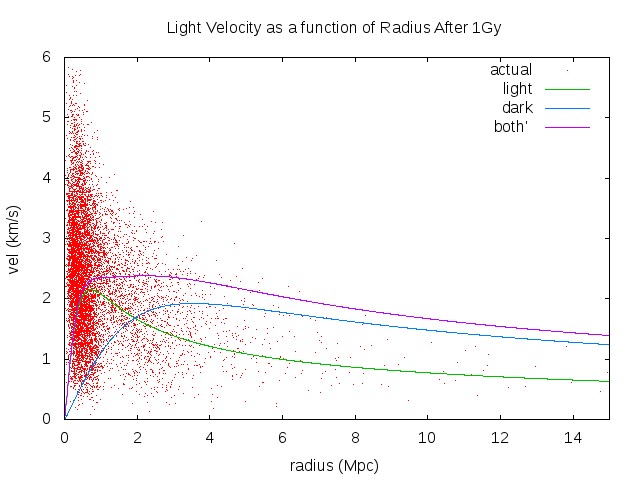 Light Velocity as a function of Radius After 1Gy
actual
light
dark
both'
vel (km/s)
6
5
4
3
2
1
0
0 2 4 6 8 10 12 14
radius (Mpc)